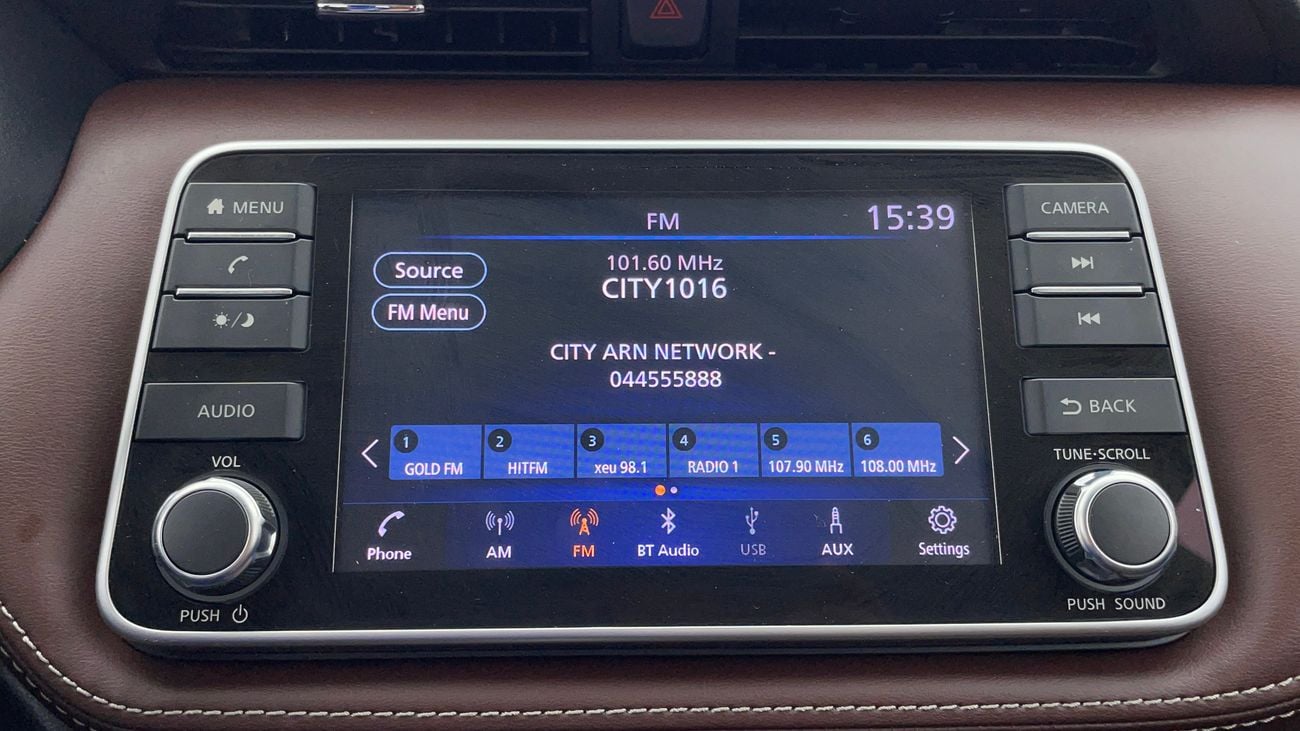 MENU
AUDIO
VOL
PUSH
FM
15:39
Source
FM Menu
101.60 MHz
CITY1016
CITY ARN NETWORK -
044555888
1 GOLD FM
2 HITFM
3 xeu 98.1
4 RADIO 1
5 107.90 MHz
6 108.00 MHz
Phone
AM
FM
BT Audio
USB
AUX
Settings
CAMERA
BACK
TUNE·SCROLL
PUSH SOUND